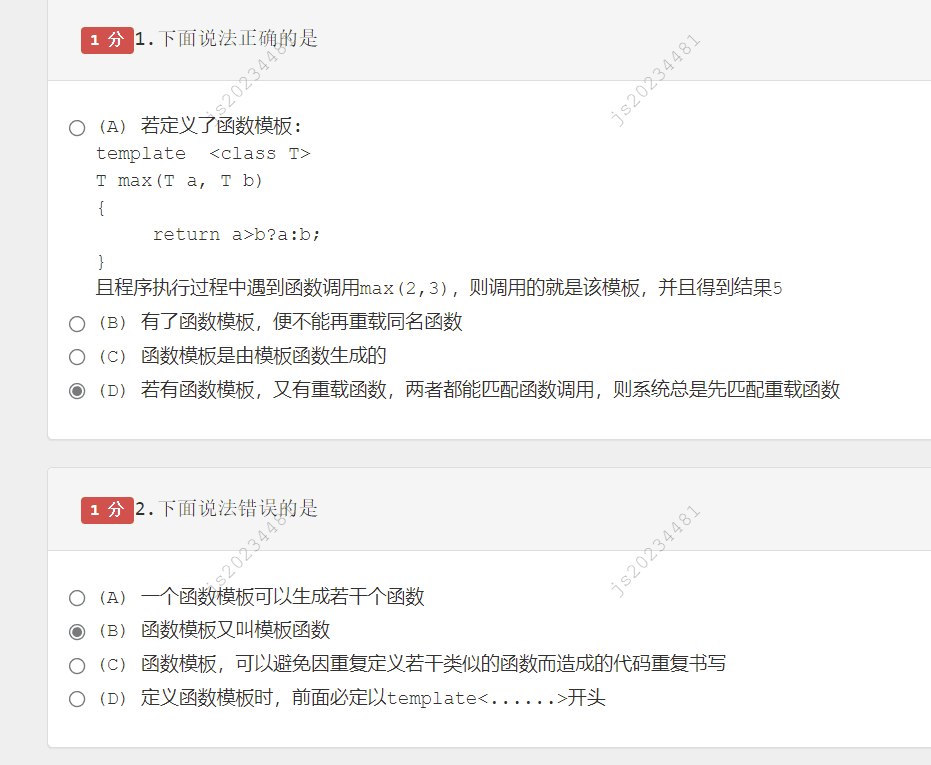 1 分 1.下面说法正确的是
js20234481
js20234481
(A) 若定义了函数模板:
template <class T>
T max(T a, T b)
{
return a>b?a:b;
}
且程序执行过程中遇到函数调用max(2,3)，则调用的就是该模板，并且得到结果5
(B) 有了函数模板，便不能再重载同名函数
(C) 函数模板是由模板函数生成的
(D) 若有函数模板，又有重载函数，两者都能匹配函数调用，则系统总是先匹配重载函数
1 分 2.下面说法错误的是
js20234481
js20234481
(A) 一个函数模板可以生成若干个函数
(B) 函数模板又叫模板函数
(C) 函数模板，可以避免因重复定义若干类似的函数而造成的代码重复书写
(D) 定义函数模板时，前面必定以template<......>开头